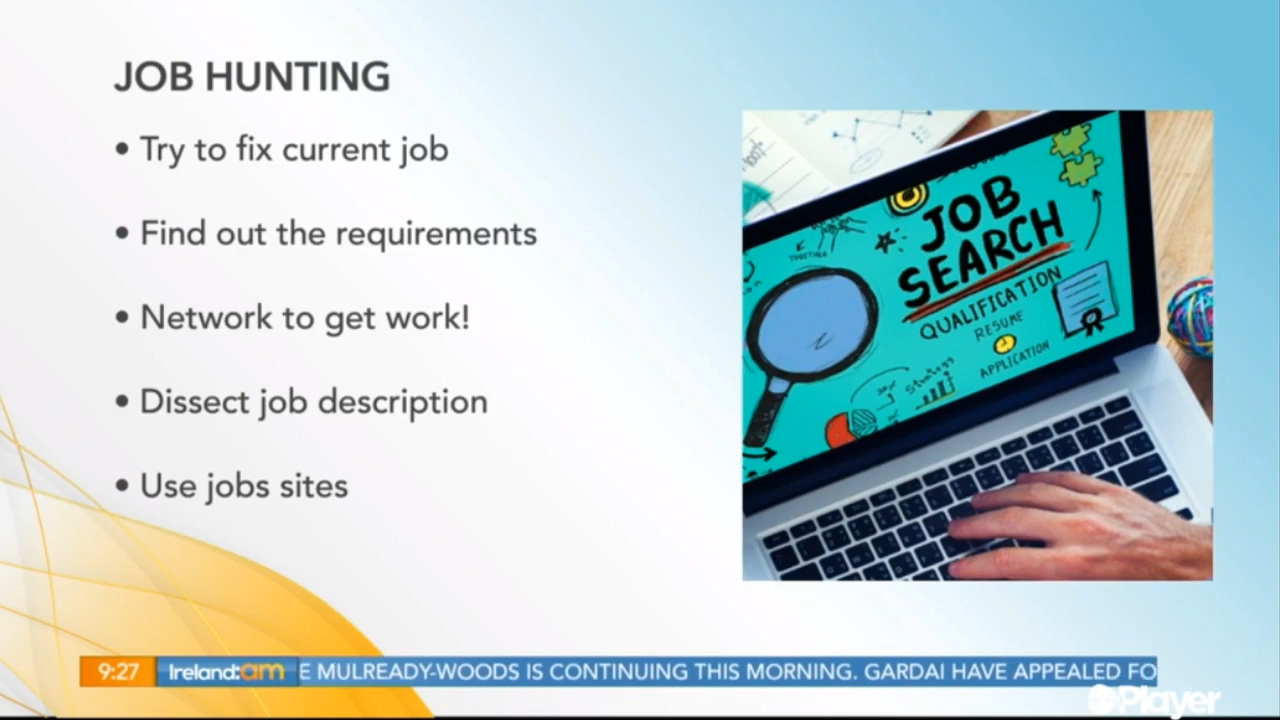 JOB HUNTING
• Try to fix current job
• Find out the requirements
• Network to get work!
• Dissect job description
• Use jobs sites
JOB
SEARCH
TOGETHER
QUALIFICATION
RESUME
APPLICATION
Strategy
9:27 Ireland:am E MULREADY-WOODS IS CONTINUING THIS MORNING. GARDAI HAVE APPEALED FO
Player